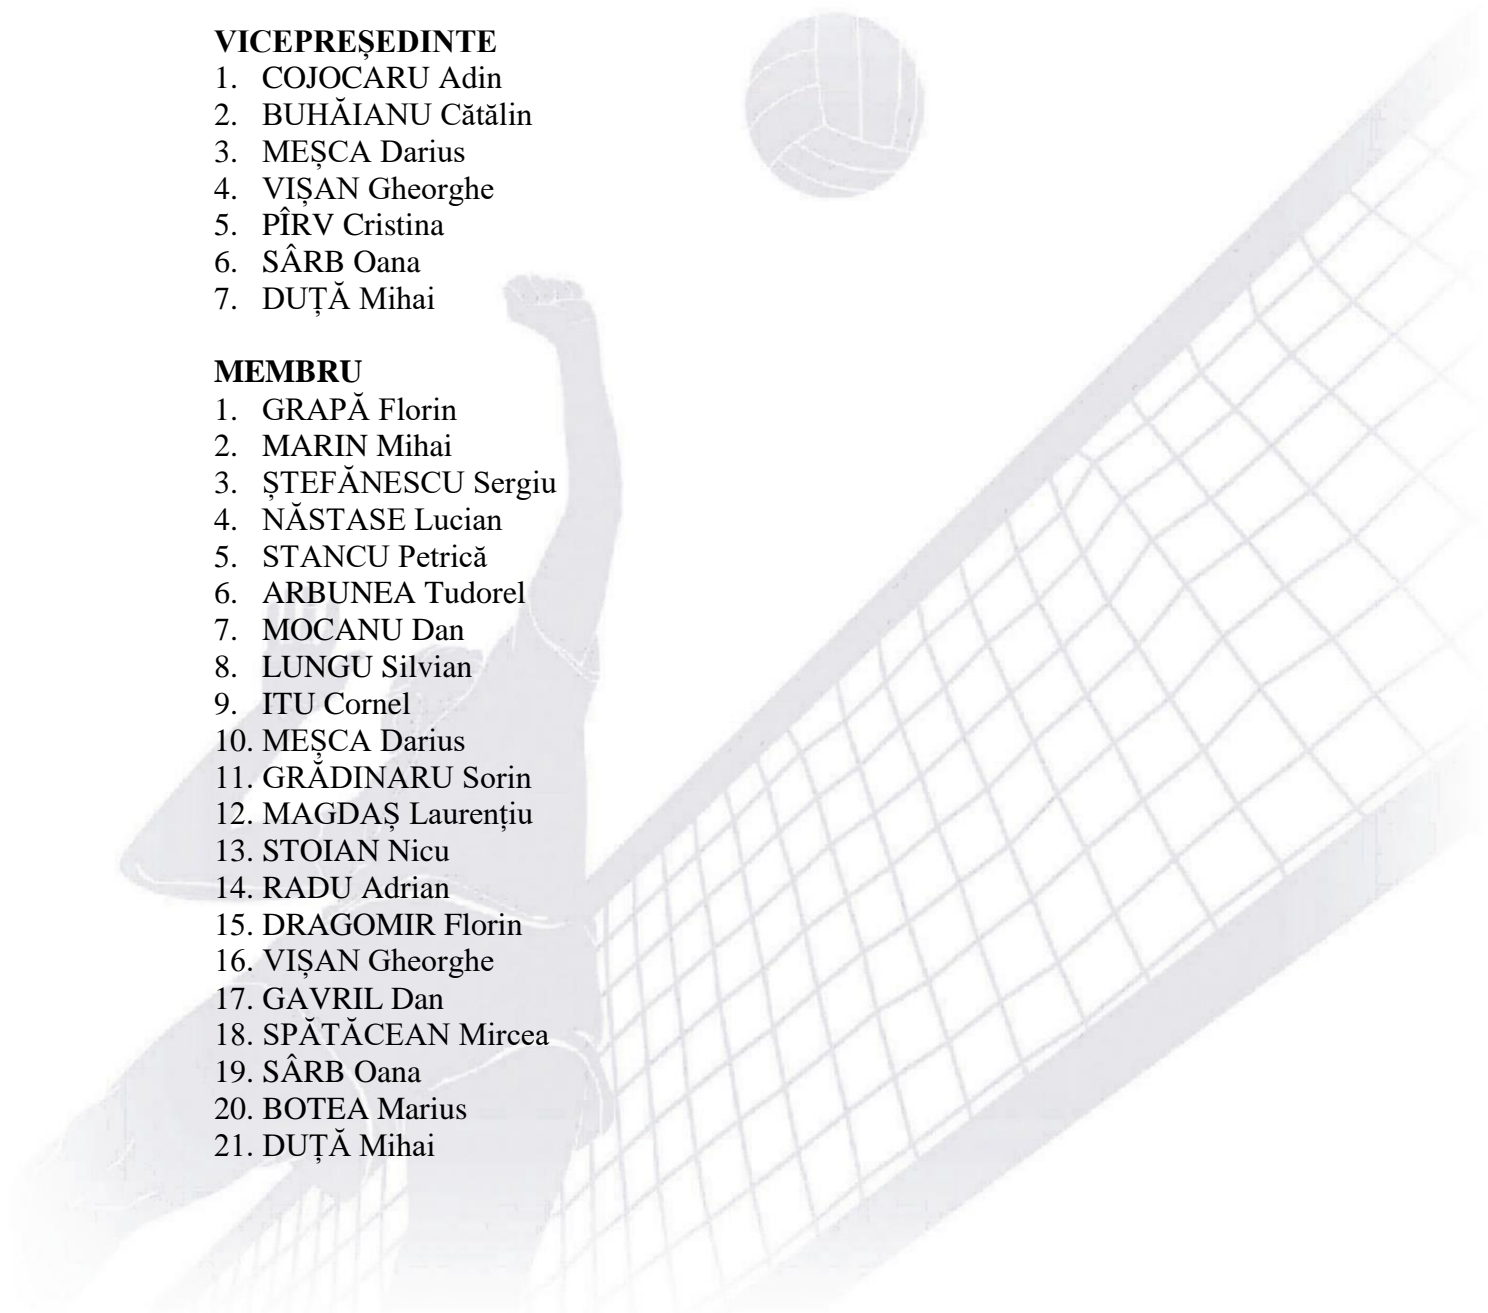 VICEPREȘEDINTE
1. COJOCARU Adin
2. BUHĂIANU Cătălin
3. MEȘCA Darius
4. VIȘAN Gheorghe
5. PÎRV Cristina
6. SÂRB Oana
7. DUȚĂ Mihai
MEMBRU
1. GRAPĂ Florin
2. MARIN Mihai
3. ȘTEFĂNESCU Sergiu
4. NĂSTASE Lucian
5. STANCU Petrică
6. ARBUNEA Tudorel
7. MOCANU Dan
8. LUNGU Silvian
9. ITU Cornel
10. MEȘCA Darius
11. GRĂDINARU Sorin
12. MAGDAȘ Laurențiu
13. STOIAN Nicu
14. RADU Adrian
15. DRAGOMIR Florin
16. VIȘAN Gheorghe
17. GAVRIL Dan
18. SPĂTĂCEAN Mircea
19. SÂRB Oana
20. BOTEA Marius
21. DUȚĂ Mihai